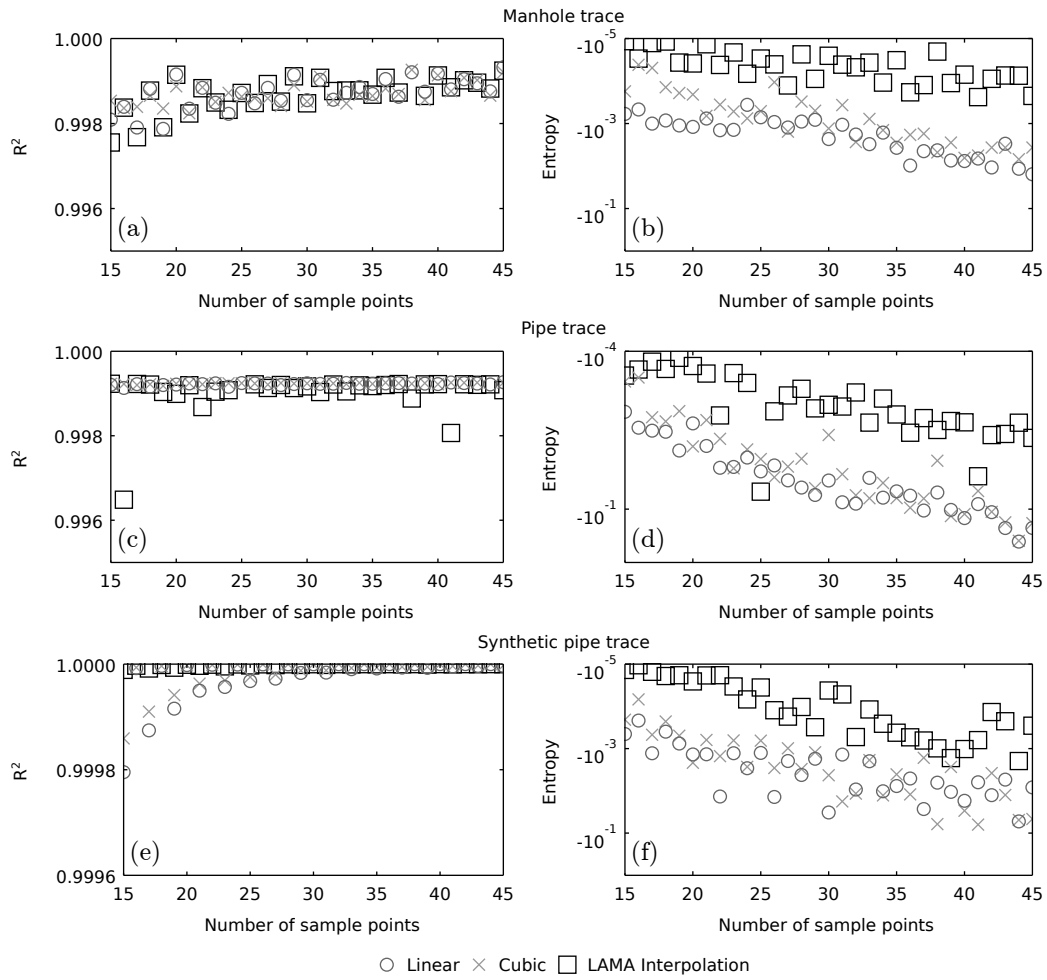 Manhole trace
1.000
0.998
0.996
R²
(a)
15 20 25 30 35 40 45
Number of sample points
-10⁻⁵
-10⁻³
-10⁻¹
Entropy
(b)
15 20 25 30 35 40 45
Number of sample points
Pipe trace
1.000
0.998
0.996
R²
(c)
15 20 25 30 35 40 45
Number of sample points
-10⁻⁴
-10⁻¹
Entropy
(d)
15 20 25 30 35 40 45
Number of sample points
Synthetic pipe trace
1.0000
0.9998
0.9996
R²
(e)
15 20 25 30 35 40 45
Number of sample points
-10⁻⁵
-10⁻³
-10⁻¹
Entropy
(f)
15 20 25 30 35 40 45
Number of sample points
Linear Cubic LAMA Interpolation